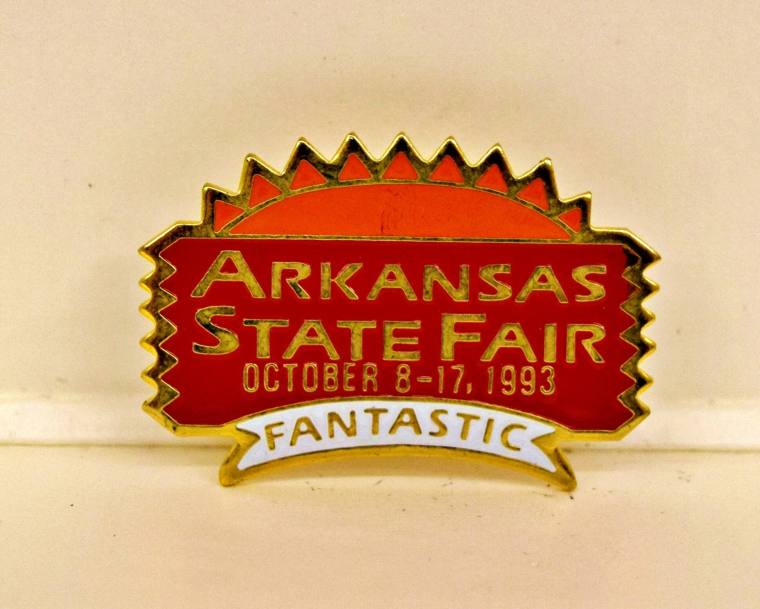 ARKANSAS
STATE FAIR
OCTOBER 8-17, 1993
FANTASTIC